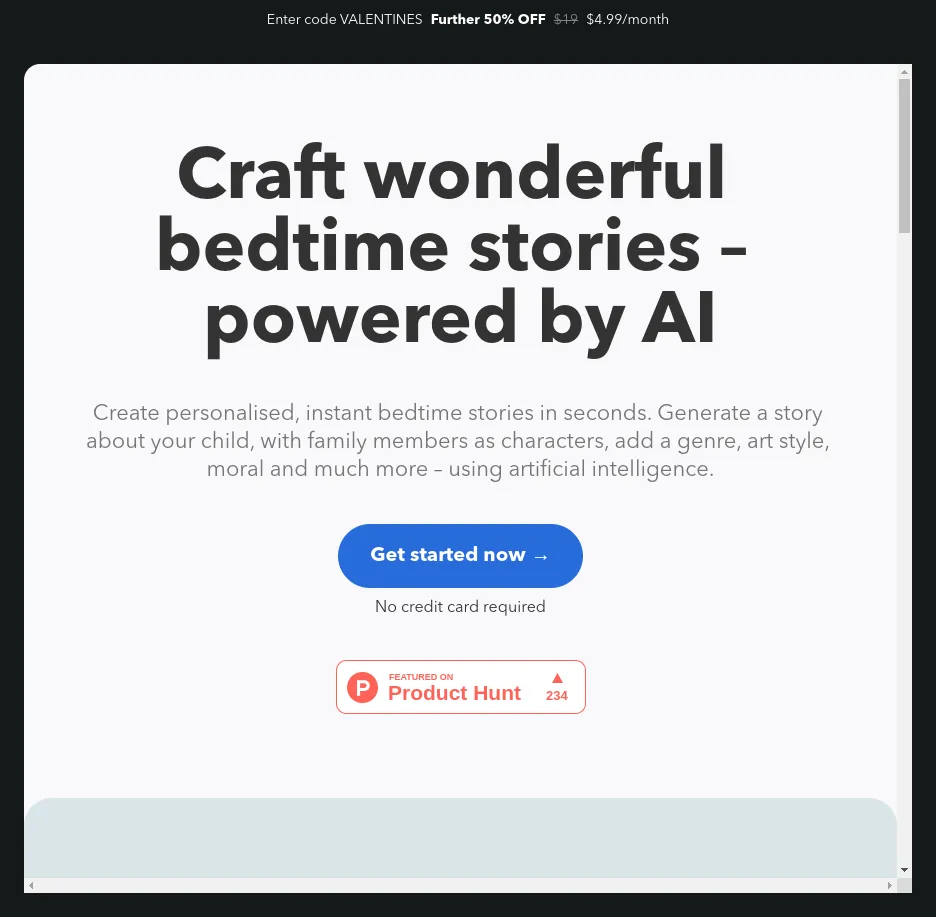 Enter code VALENTINES Further 50% OFF $19 $4.99/month
Craft wonderful
bedtime stories –
powered by AI
Create personalised, instant bedtime stories in seconds. Generate a story
about your child, with family members as characters, add a genre, art style,
moral and much more – using artificial intelligence.
Get started now →
No credit card required
P
FEATURED ON
Product Hunt
▲
234